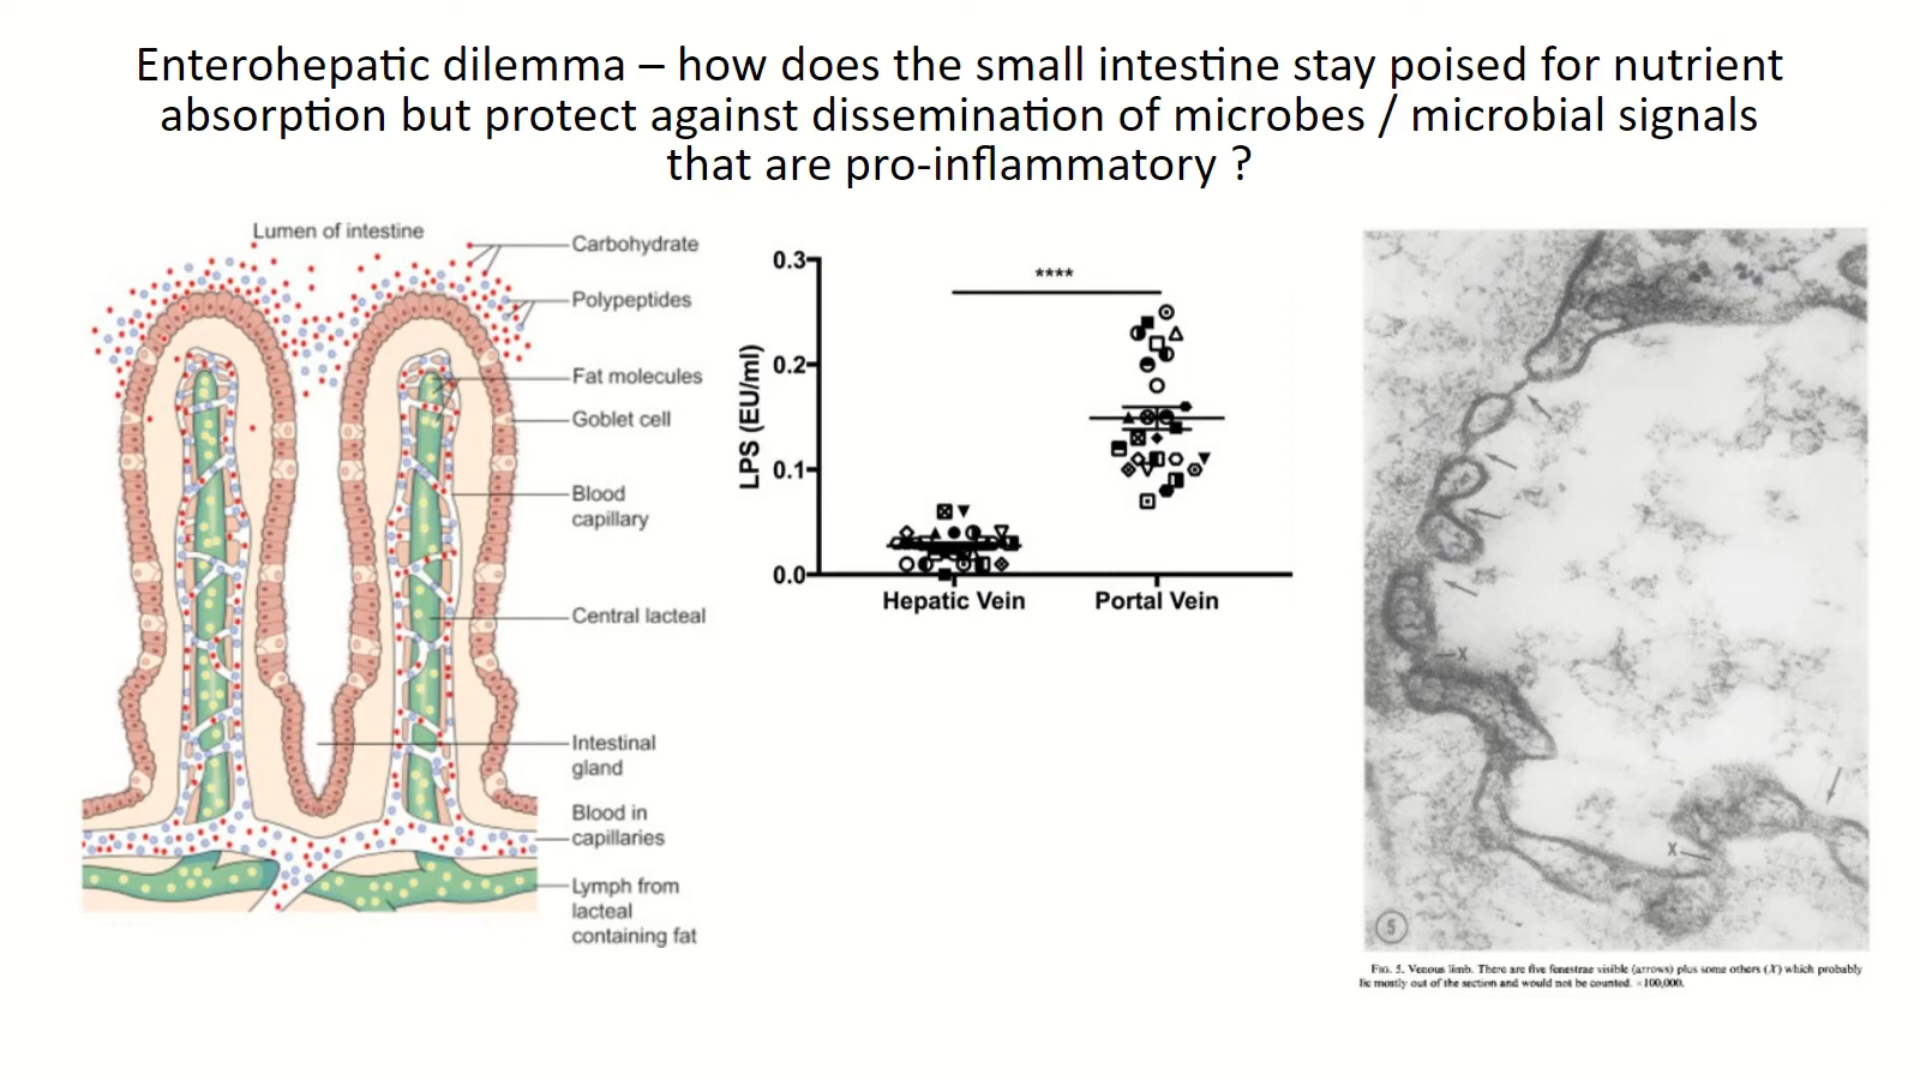 Enterohepatic dilemma – how does the small intestine stay poised for nutrient
absorption but protect against dissemination of microbes / microbial signals
that are pro-inflammatory ?
Lumen of intestine
Carbohydrate
Polypeptides
Fat molecules
Goblet cell
Blood
capillary
Central lacteal
Intestinal
gland
Blood in
capillaries
Lymph from
lacteal
containing fat
LPS (EU/ml)
0.3
0.2
0.1
0.0
****
Hepatic Vein
Portal Vein
X
X
5
FIG. 5. Venous limb. There are five fenestrae visible (arrows) plus some others (X) which probably
lie mostly out of the section and would not be counted. ×100,000.